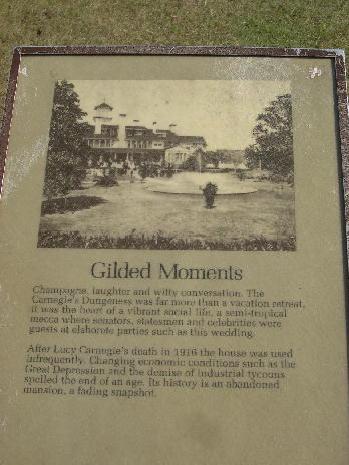 Gilded Moments
Champagne, laughter and witty conversation. The
Carnegie's Dungeness was far more than a vacation retreat,
it was the heart of a vibrant social life, a semi-tropical
mecca where senators, statesmen and celebrities were
guests at elaborate parties such as this wedding.
After Lucy Carnegie's death in 1916 the house was used
infrequently. Changing economic conditions such as the
Great Depression and the demise of industrial tycoons
spelled the end of an age. Its history is an abandoned
mansion, a fading snapshot.